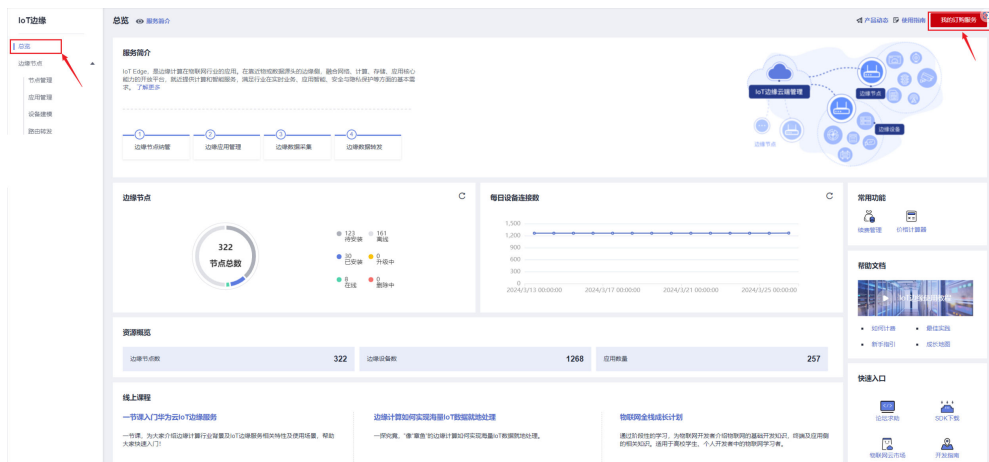 IoT边缘
总览
边缘节点
节点管理
应用管理
设备建模
路由转发
总览 服务简介
产品动态 使用指南 我的订购服务
服务简介
IoT Edge，是边缘计算在物联网行业的应用。在靠近物或数据源头的边缘侧，融合网络、计算、存储、应用核心
能力的开放平台，就近提供计算和智能服务，满足行业在实时业务、应用智能、安全与隐私保护等方面的基本需
求。 了解更多
1 2 3 4
边缘节点纳管 边缘应用管理 边缘数据采集 边缘数据转发
IoT边缘云端管理
边缘节点
边缘设备
边缘节点
边缘节点
322
节点总数
123 待安装
161 离线
30 已安装
0 升级中
8 在线
0 删除中
每日设备连接数
1,500
1,200
900
600
300
0
2024/3/13 00:00:00 2024/3/17 00:00:00 2024/3/21 00:00:00 2024/3/25 00:00:00
常用功能
续费管理 价格计算器
帮助文档
IoT边缘使用教程
如何计费 最佳实践
新手指引 成长地图
资源概览
边缘节点数 322 边缘设备数 1268 应用数量 257
线上课程
一节课入门华为云IoT边缘服务
一节课，为大家介绍边缘计算行业背景及IoT边缘服务相关特性及使用场景，帮助
大家快速入门！
边缘计算如何实现海量IoT数据就地处理
一探究竟，‘像’章鱼’的边缘计算如何实现海量IoT数据就地处理。
物联网全栈成长计划
通过阶段性的学习，为物联网开发者介绍物联网的基础开发知识、终端及应用侧
的相关知识。适用于高校学生、个人开发者中的物联网学习者。
快速入口
论坛求助 SDK下载
物联网云市场 开发指南